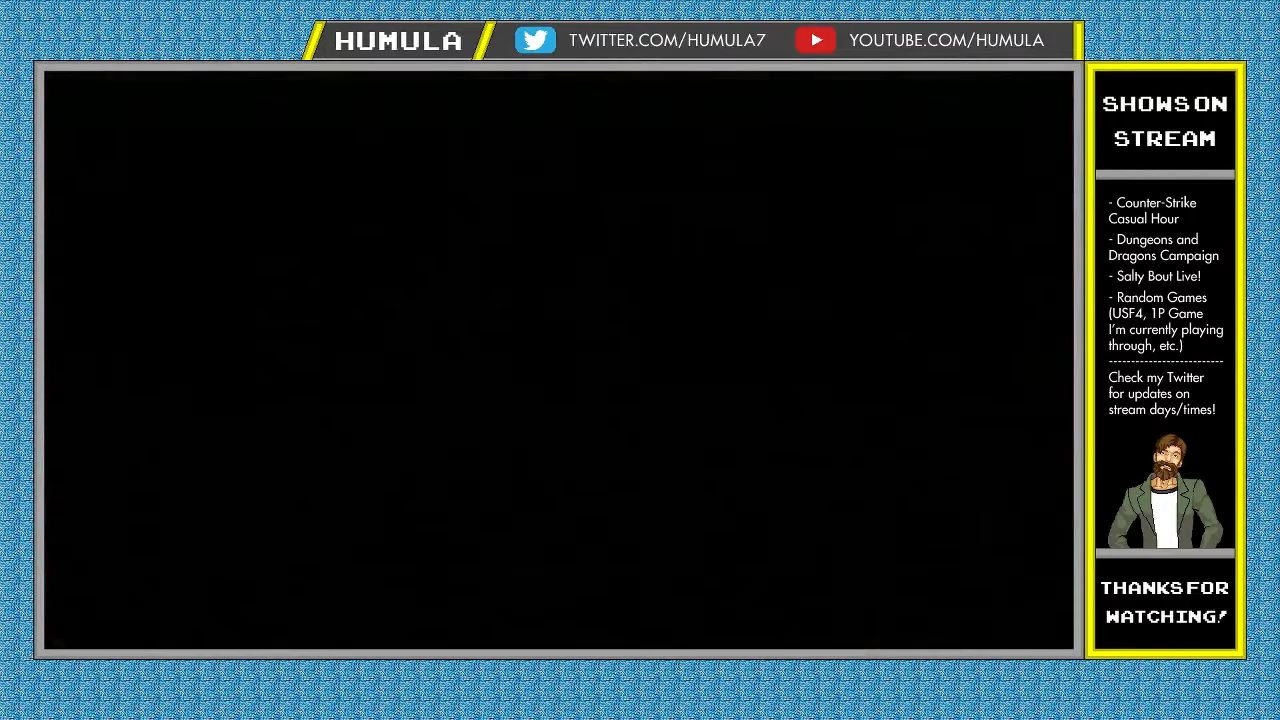 HUMULA
TWITTER.COM/HUMULA7
YOUTUBE.COM/HUMULA
SHOWS ON
STREAM
- Counter-Strike
Casual Hour
- Dungeons and
Dragons Campaign
- Salty Bout Live!
- Random Games
(USF4, 1P Game
I'm currently playing
through, etc.)
------------------------
Check my Twitter
for updates on
stream days/times!
THANKS FOR
WATCHING!